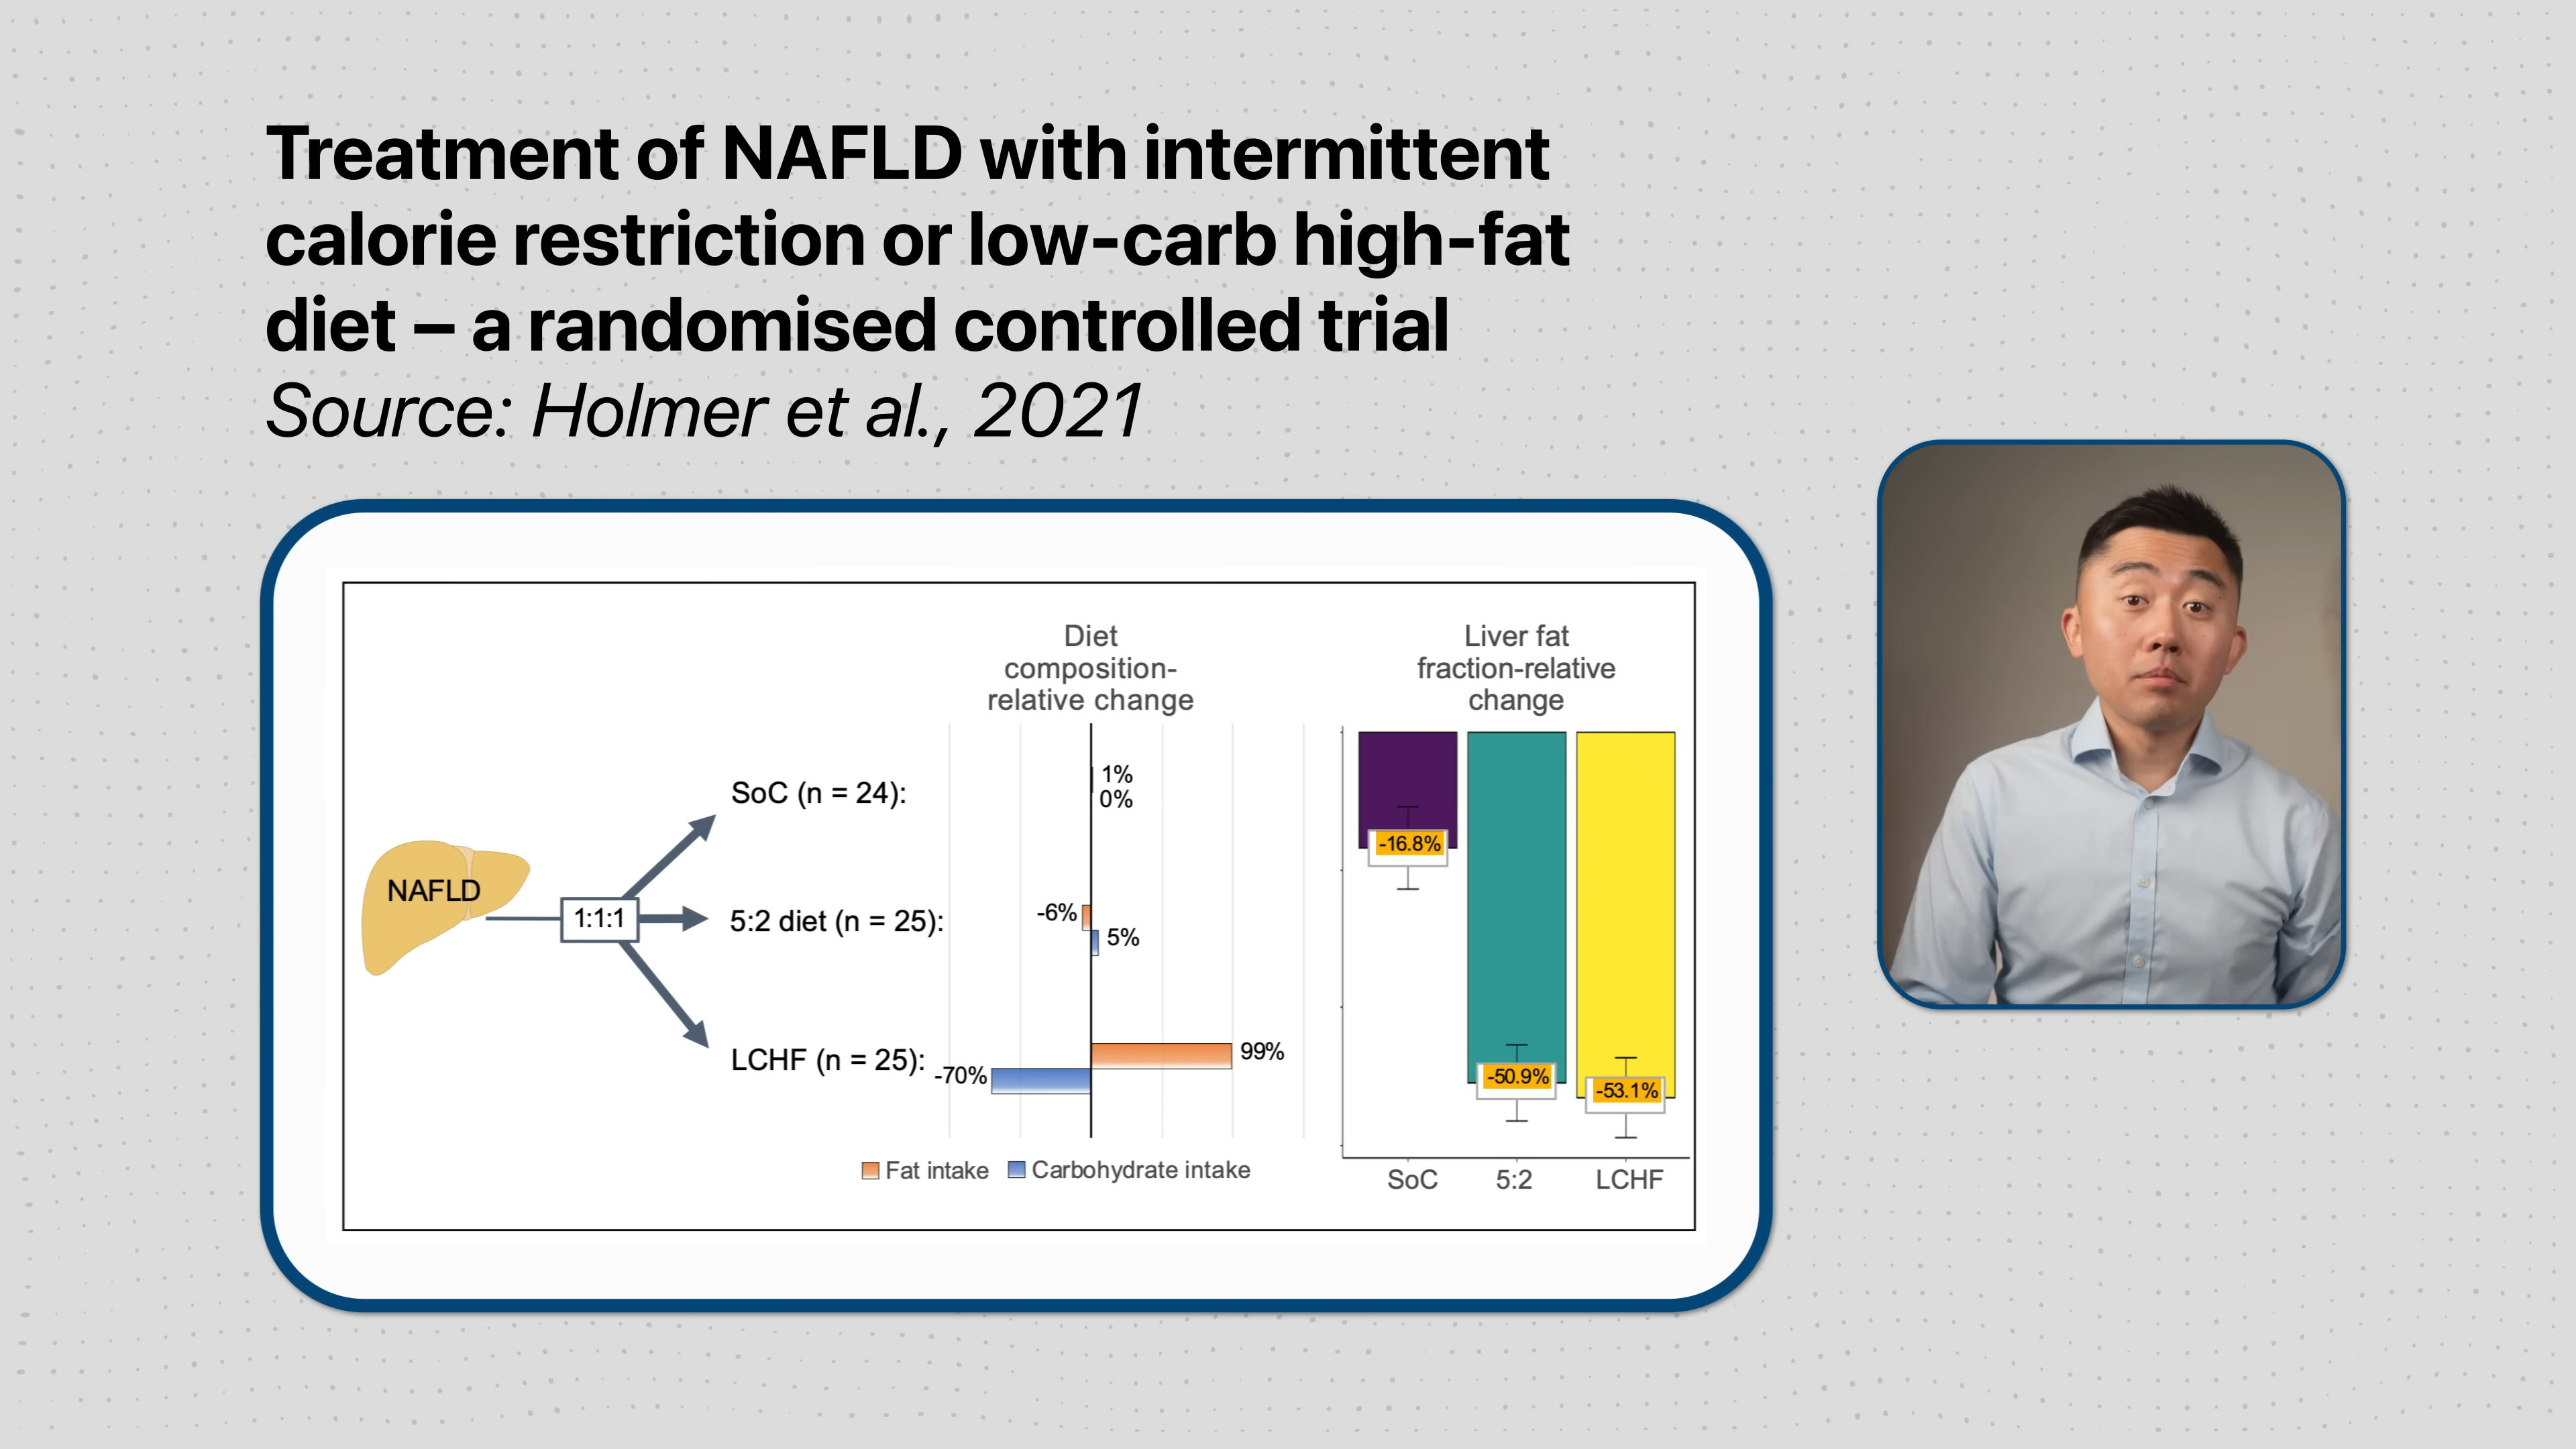 Treatment of NAFLD with intermittent
calorie restriction or low-carb high-fat
diet – a randomised controlled trial
Source: Holmer et al., 2021
NAFLD
1:1:1
SoC (n = 24):
5:2 diet (n = 25):
LCHF (n = 25):
Diet
composition-
relative change
1%
0%
-6%
5%
99%
-70%
Fat intake
Carbohydrate intake
Liver fat
fraction-relative
change
-16.8%
-50.9%
-53.1%
SoC
5:2
LCHF